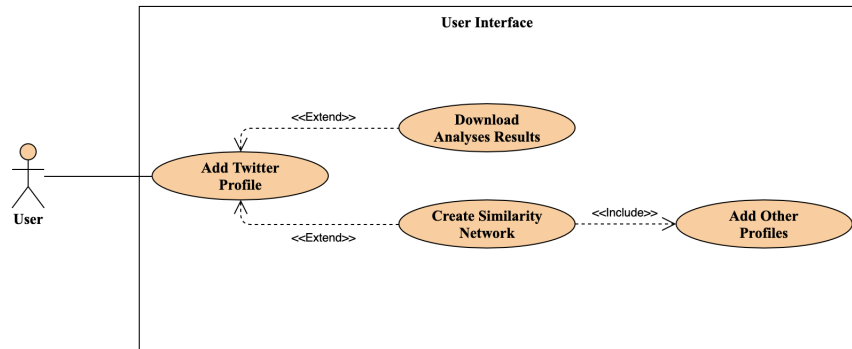 User Interface
<<Extend>>
Download
Analyses Results
Add Twitter
Profile
User
<<Extend>>
Create Similarity
Network
<<Include>>
Add Other
Profiles